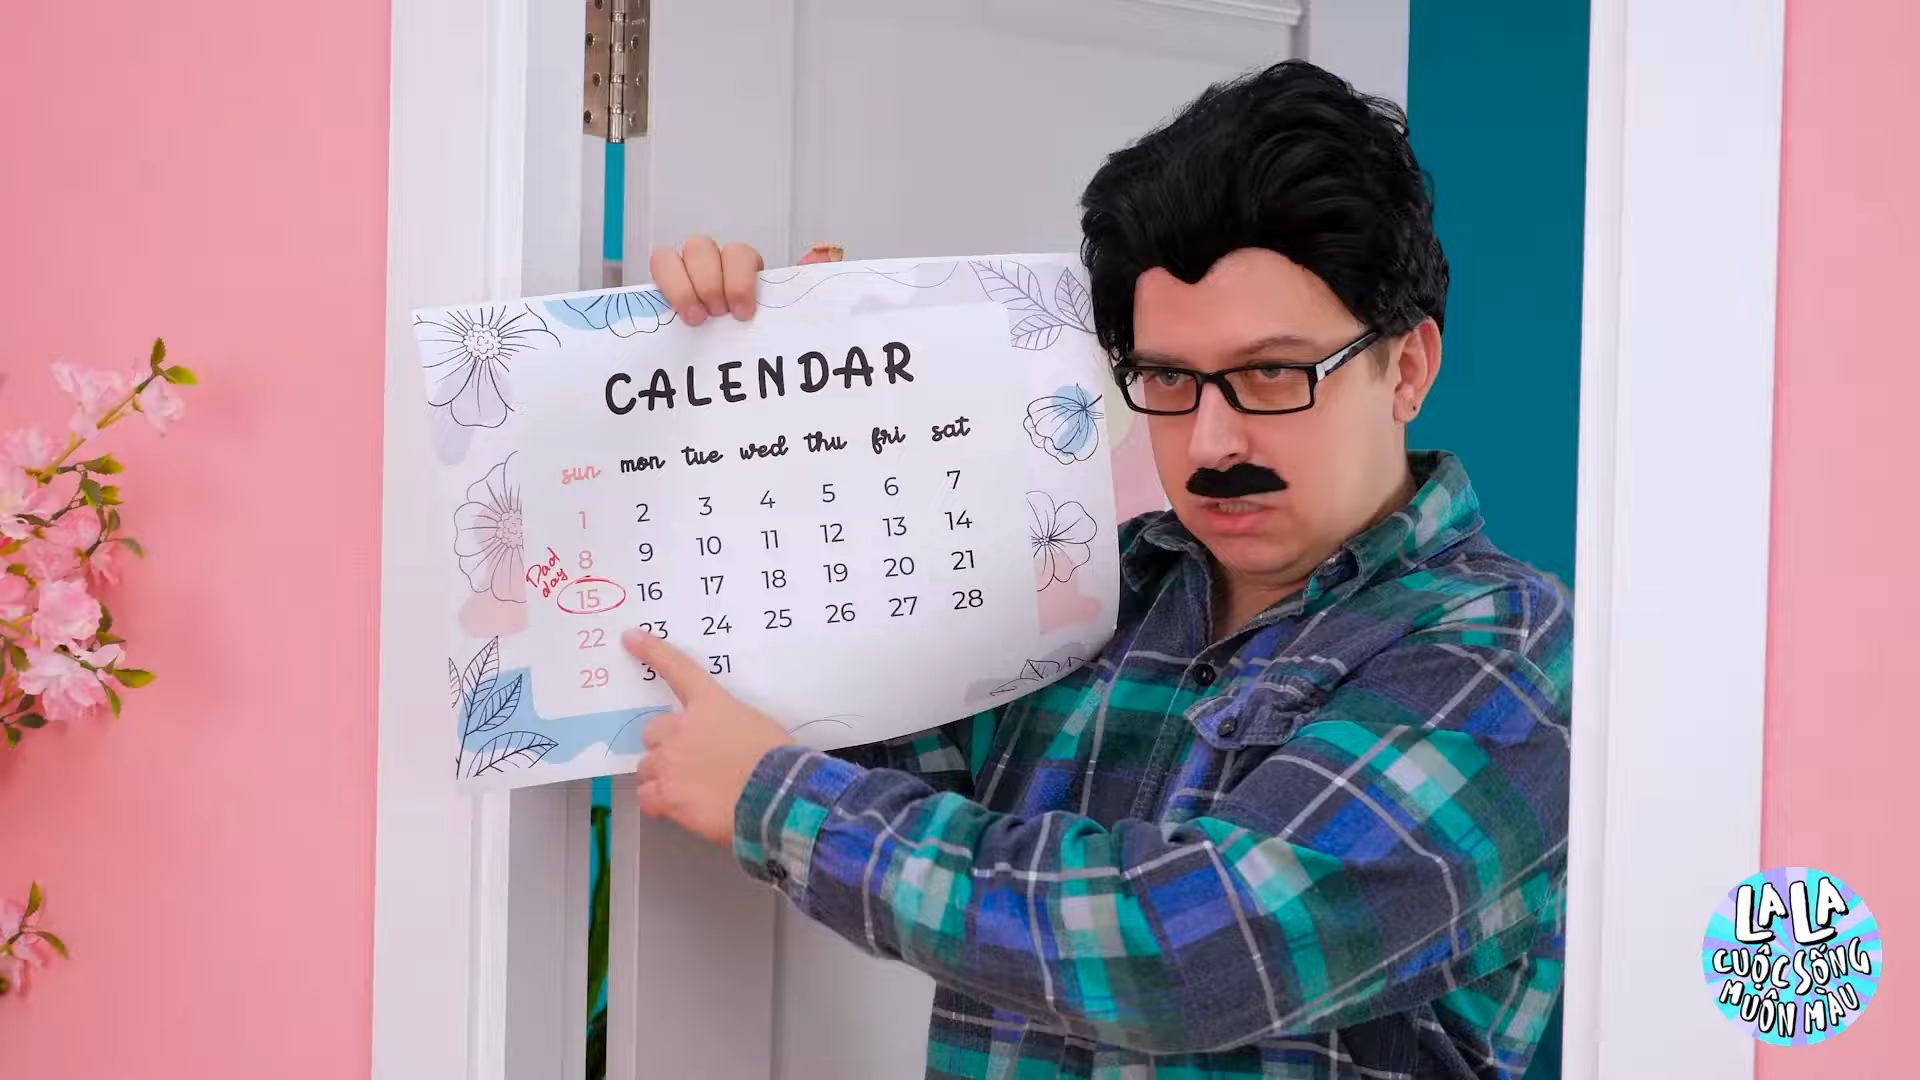 CALENDAR
sun mon tue wed thu fri sat
1 2 3 4 5 6 7
8 9 10 11 12 13 14
Dad day
15 16 17 18 19 20 21
22 23 24 25 26 27 28
29 30 31
LA LA
CUỘC SỐNG
MUÔN MÀU